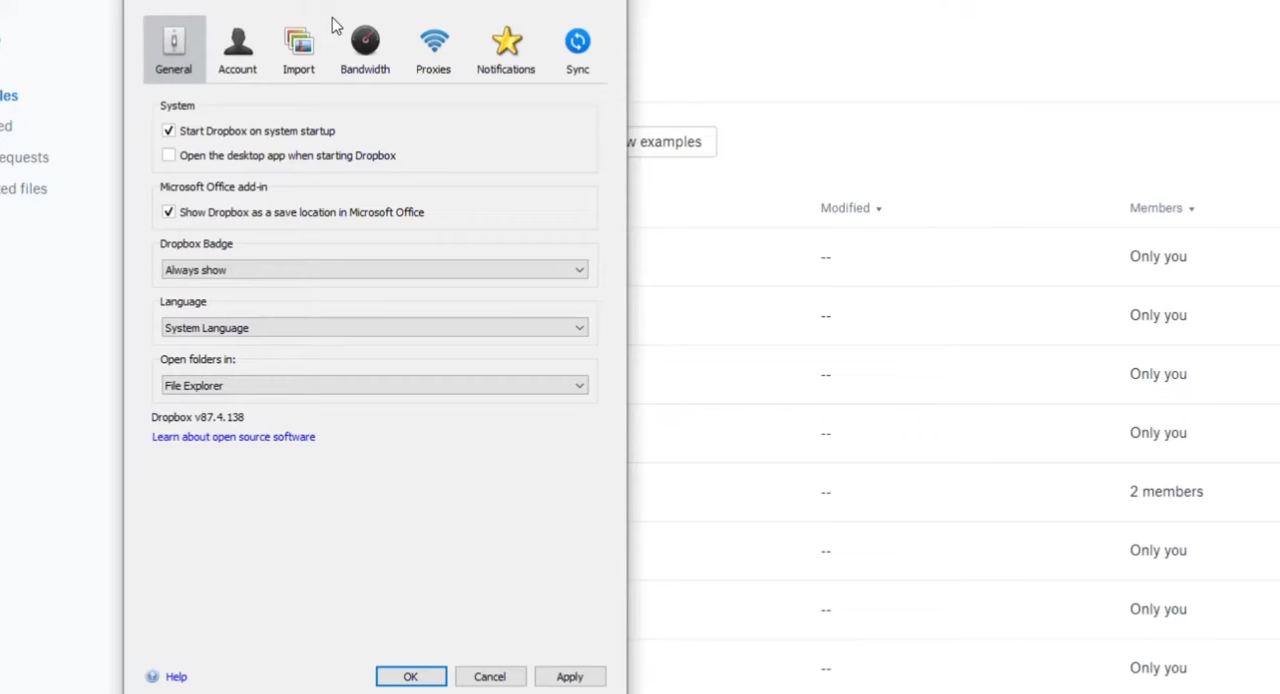 General Account Import Bandwidth Proxies Notifications Sync
System
Start Dropbox on system startup
Open the desktop app when starting Dropbox
Microsoft Office add-in
Show Dropbox as a save location in Microsoft Office
Dropbox Badge
Always show
Language
System Language
Open folders in:
File Explorer
Dropbox v87.4.138
Learn about open source software
Help OK Cancel Apply
les
ed
equests
ed files
w examples
Modified Members
-- Only you
-- Only you
-- Only you
-- Only you
-- 2 members
-- Only you
-- Only you
-- Only you